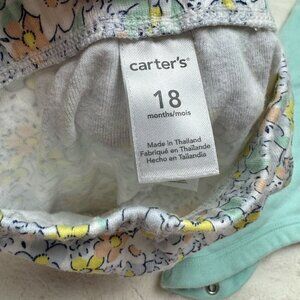 carter's®
18
months/mois
Made in Thailand
Fabriqué en Thaïlande
Hecho en Tailandia